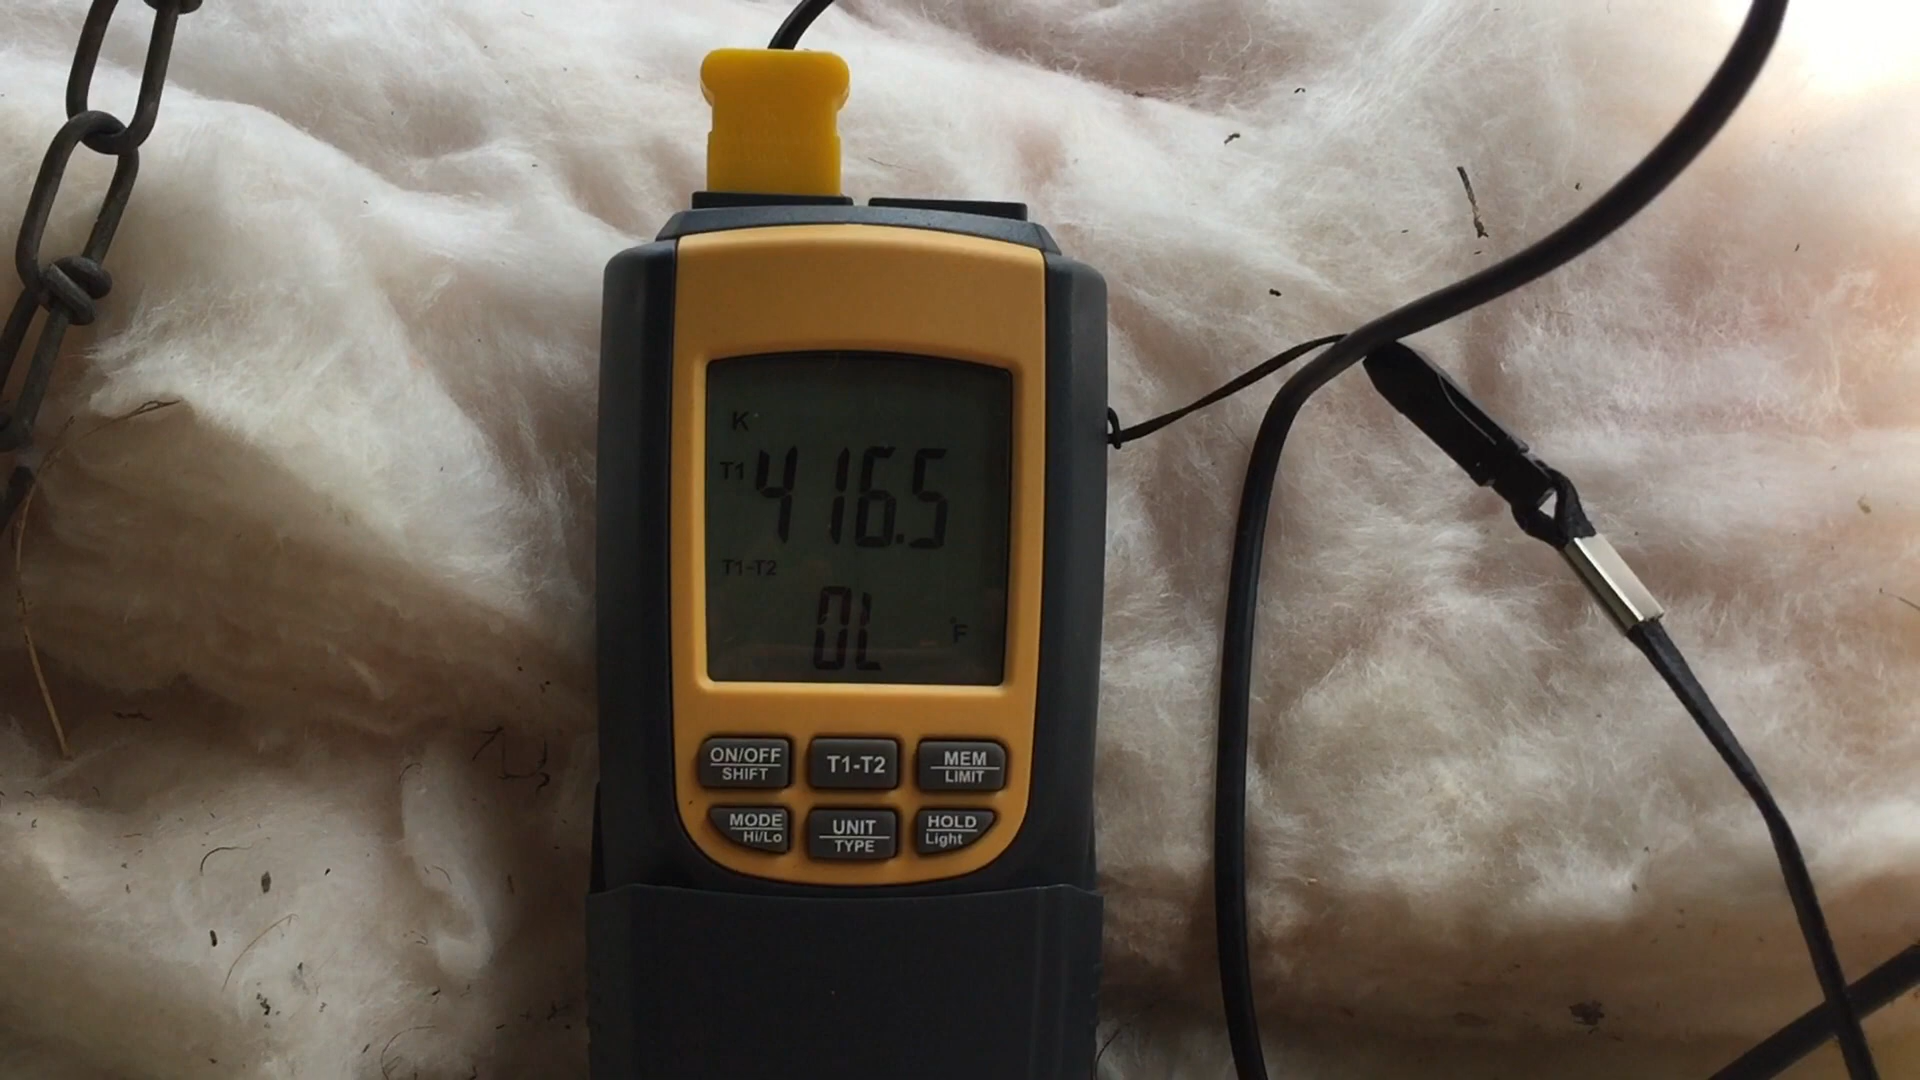 K
T1 416.5
T1-T2
OL °F
ON/OFF SHIFT
T1-T2
MEM LIMIT
MODE Hi/Lo
UNIT TYPE
HOLD Light